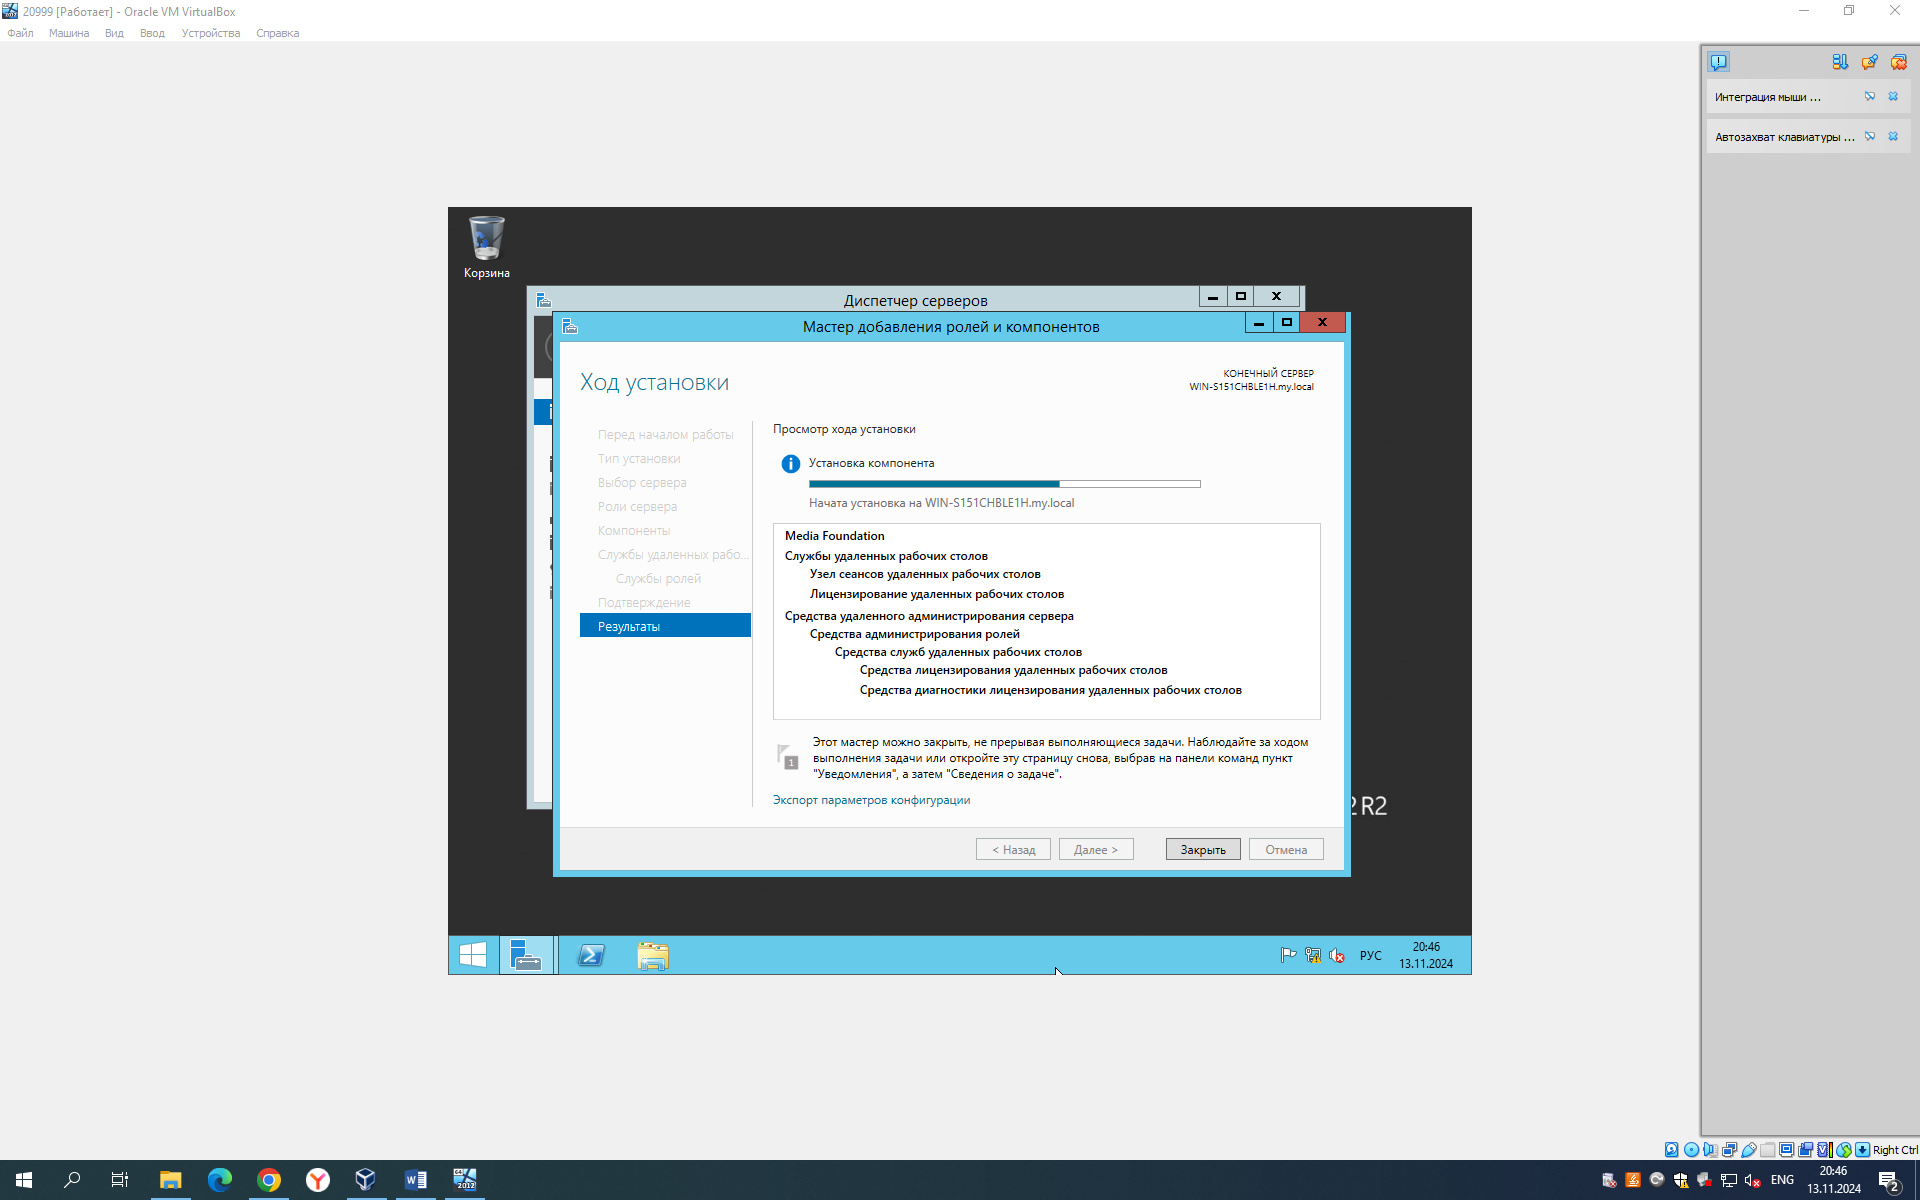 20999 [Работает] - Oracle VM VirtualBox
Файл Машина Вид Ввод Устройства Справка
Интеграция мыши ...
Автозахват клавиатуры ...
Корзина
Диспетчер серверов
Мастер добавления ролей и компонентов
Ход установки
КОНЕЧНЫЙ СЕРВЕР
WIN-S151CHBLE1H.my.local
Перед началом работы
Тип установки
Выбор сервера
Роли сервера
Компоненты
Службы удаленных рабо...
Службы ролей
Подтверждение
Результаты
Просмотр хода установки
Установка компонента
Начата установка на WIN-S151CHBLE1H.my.local
Media Foundation
Службы удаленных рабочих столов
Узел сеансов удаленных рабочих столов
Лицензирование удаленных рабочих столов
Средства удаленного администрирования сервера
Средства администрирования ролей
Средства служб удаленных рабочих столов
Средства лицензирования удаленных рабочих столов
Средства диагностики лицензирования удаленных рабочих столов
1
Этот мастер можно закрыть, не прерывая выполняющиеся задачи. Наблюдайте за ходом
выполнения задачи или откройте эту страницу снова, выбрав на панели команд пункт
"Уведомления", а затем "Сведения о задаче".
Экспорт параметров конфигурации
2 R2
< Назад Далее > Закрыть Отмена
РУС
20:46
13.11.2024
Right Ctrl
ENG
20:46
13.11.2024
2